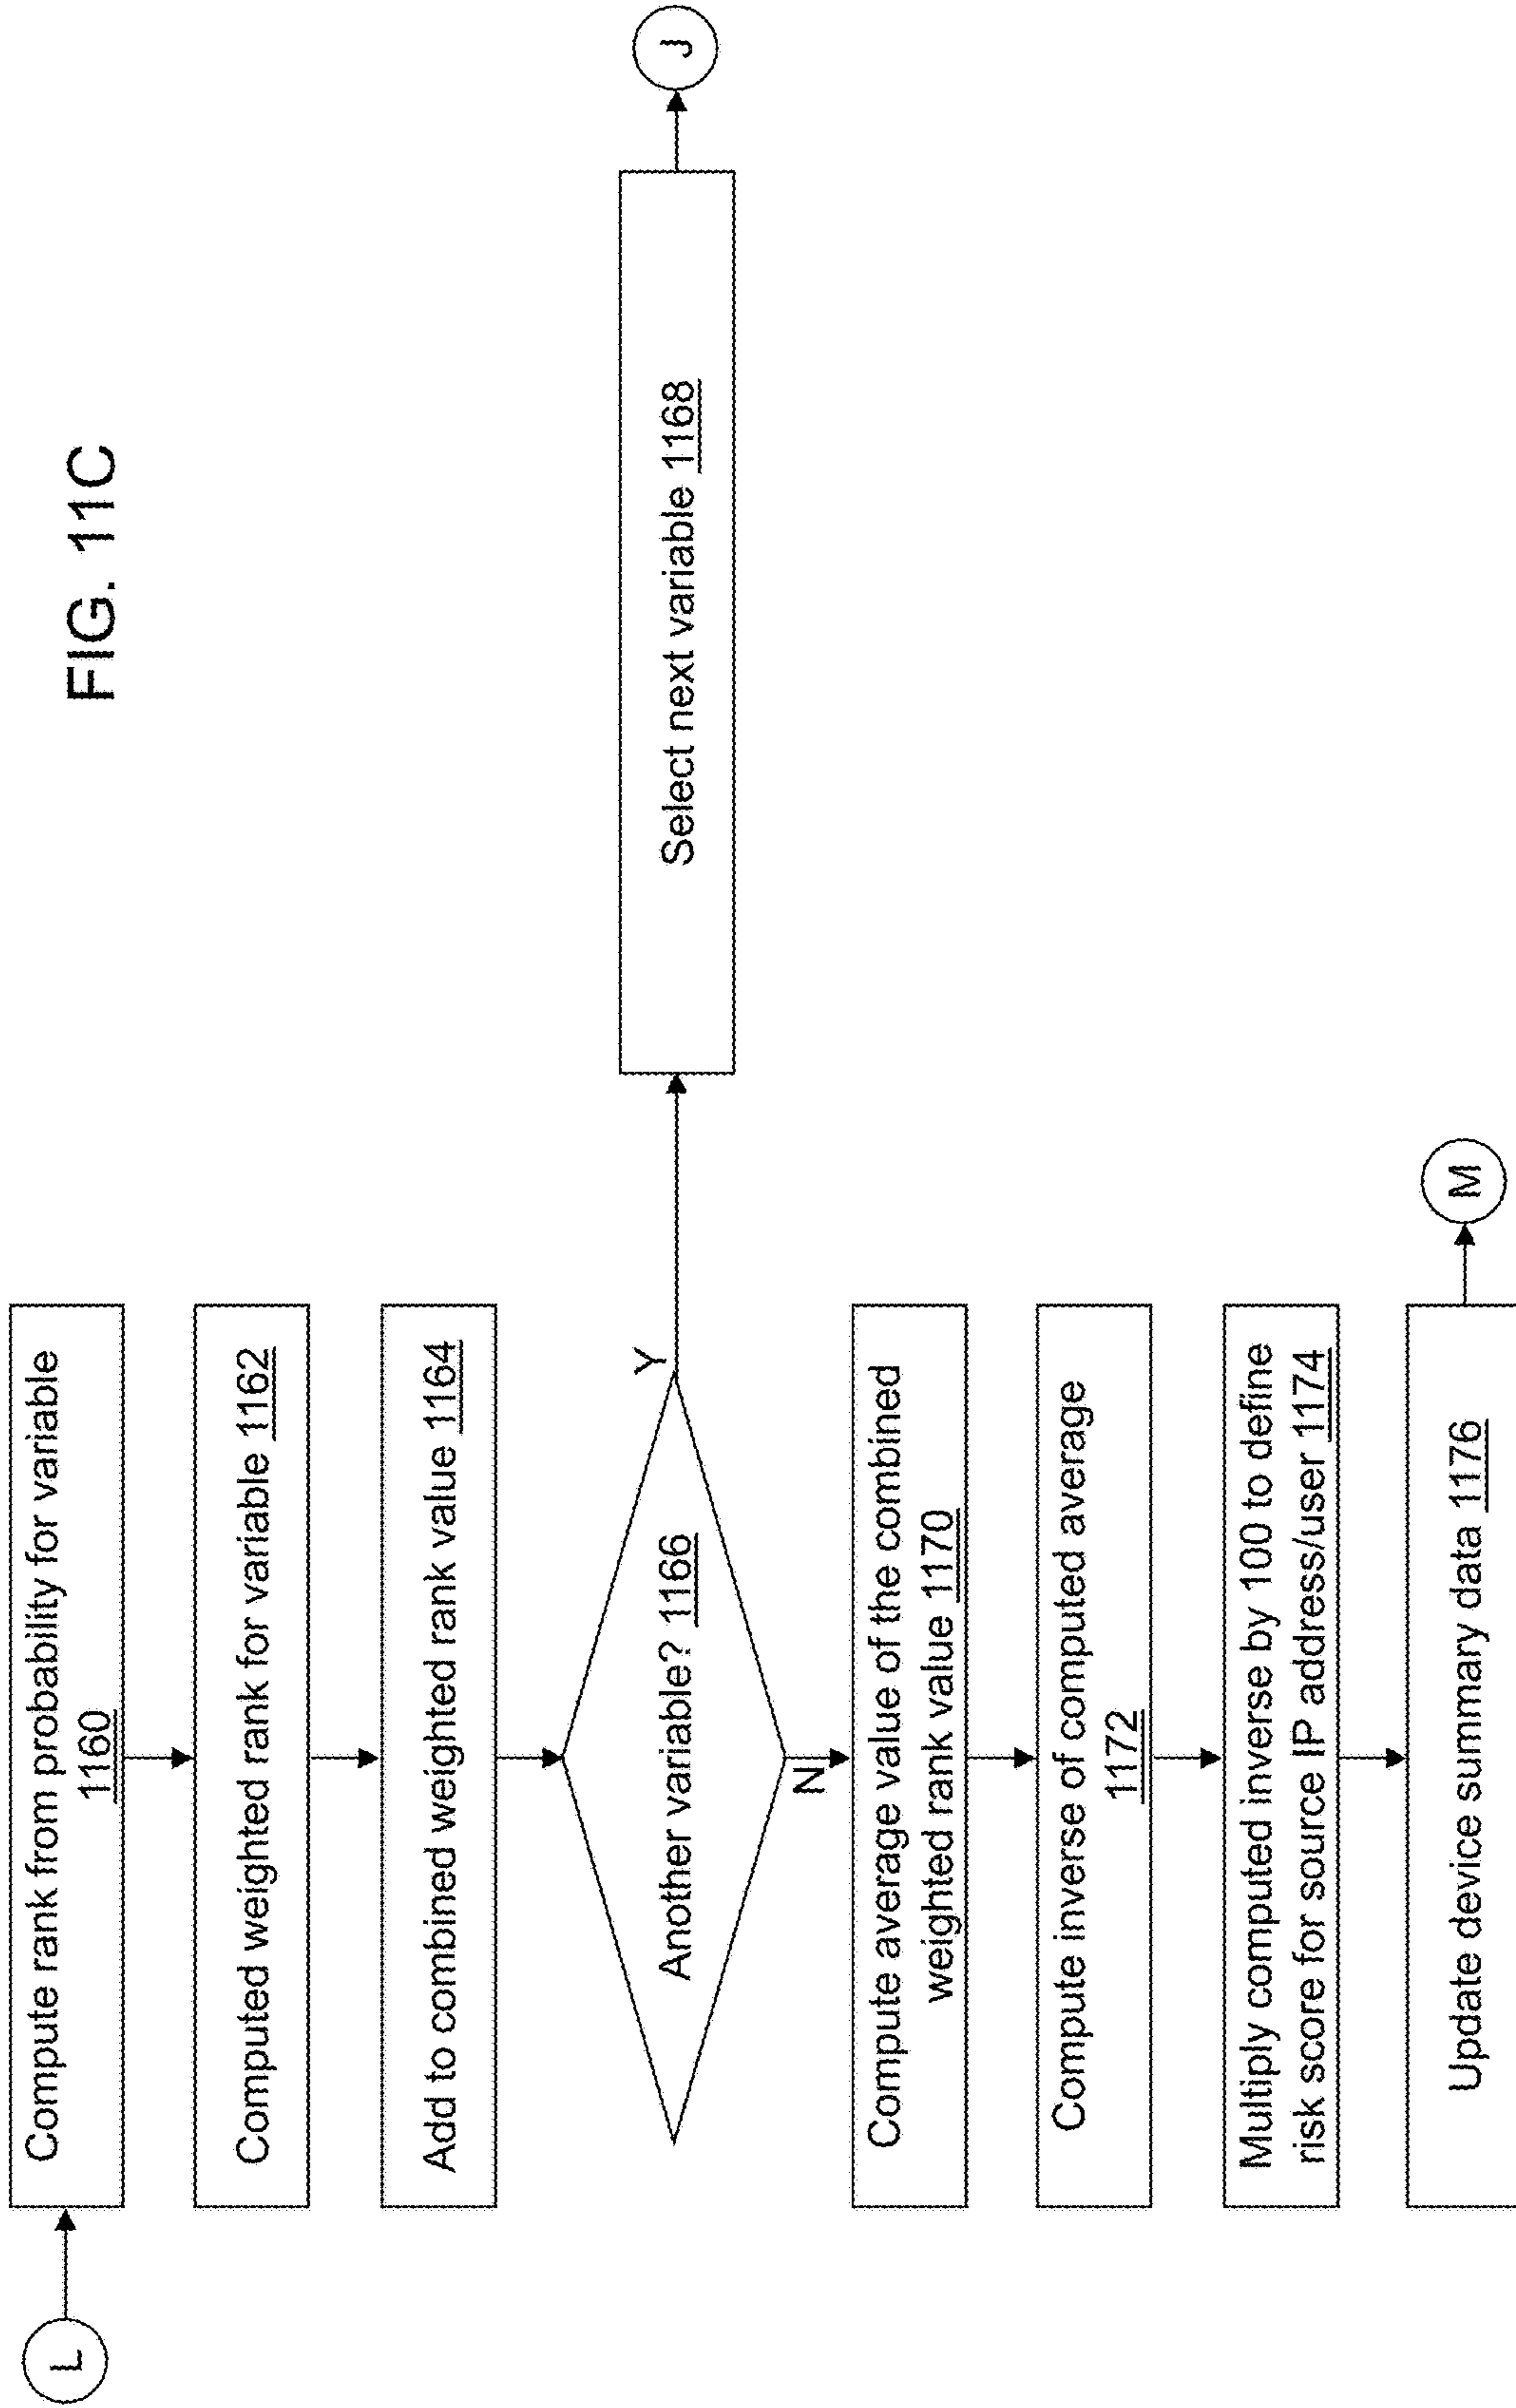 FIG. 11C
L
Compute rank from probability for variable
1160
Computed weighted rank for variable 1162
Add to combined weighted rank value 1164
Another variable? 1166
Y
Select next variable 1168
J
N
Compute average value of the combined
weighted rank value 1170
Compute inverse of computed average
1172
Multiply computed inverse by 100 to define
risk score for source IP address/user 1174
Update device summary data 1176
M